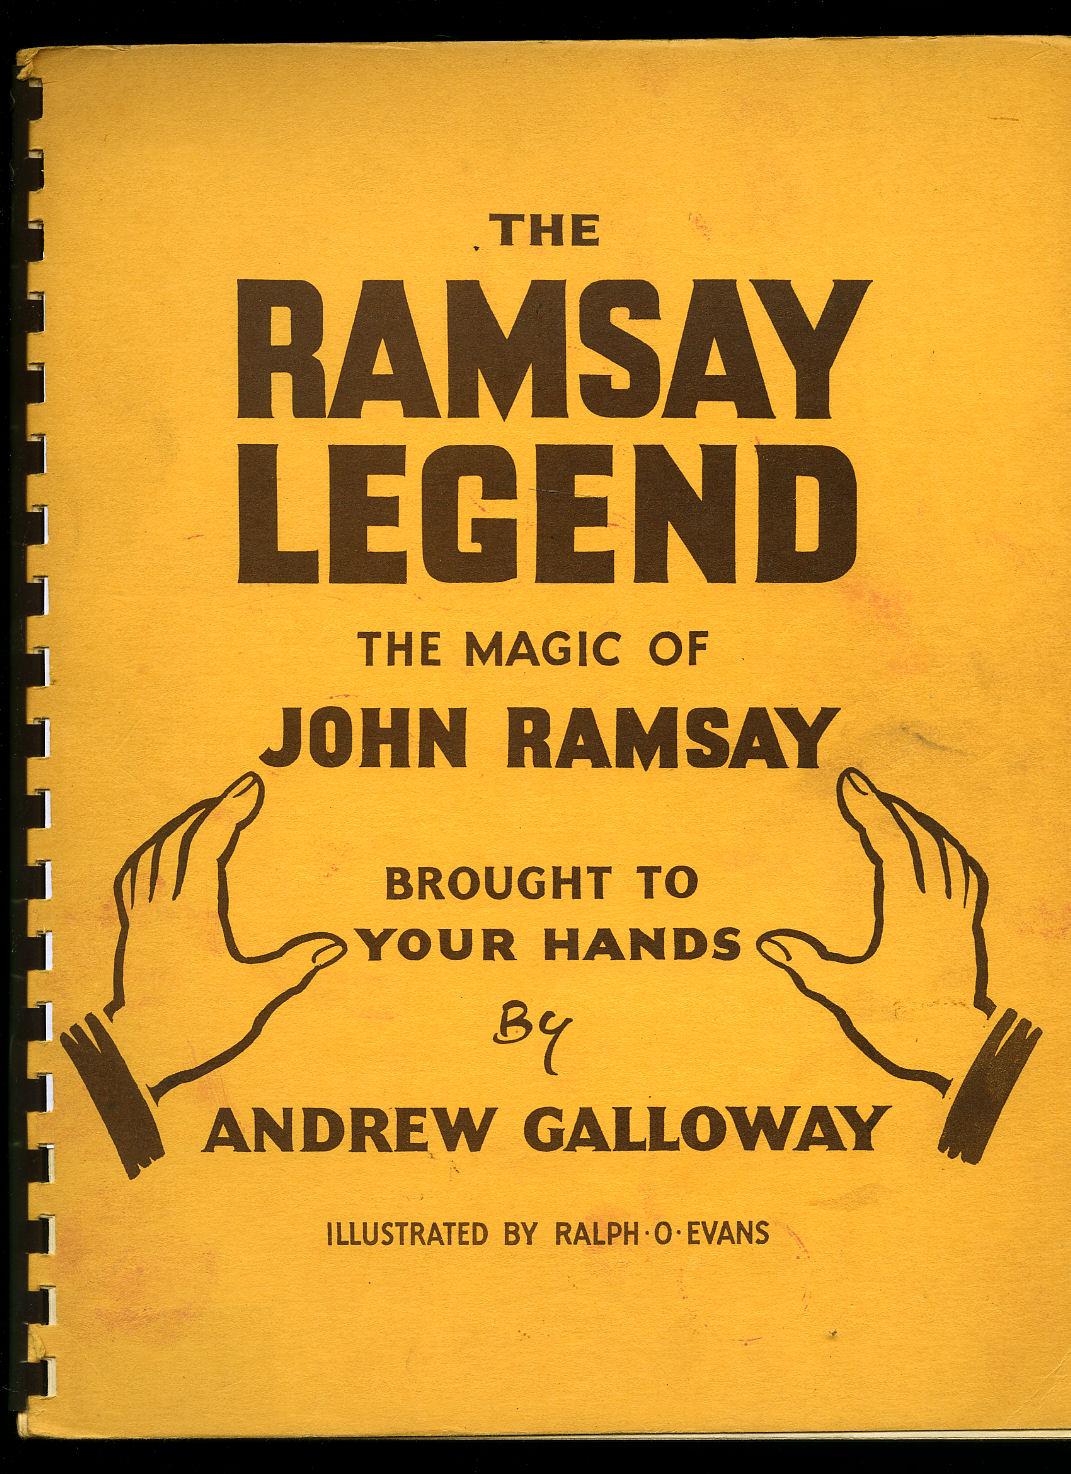 THE
RAMSAY
LEGEND
THE MAGIC OF
JOHN RAMSAY
BROUGHT TO
YOUR HANDS
By
ANDREW GALLOWAY
ILLUSTRATED BY RALPH·O·EVANS